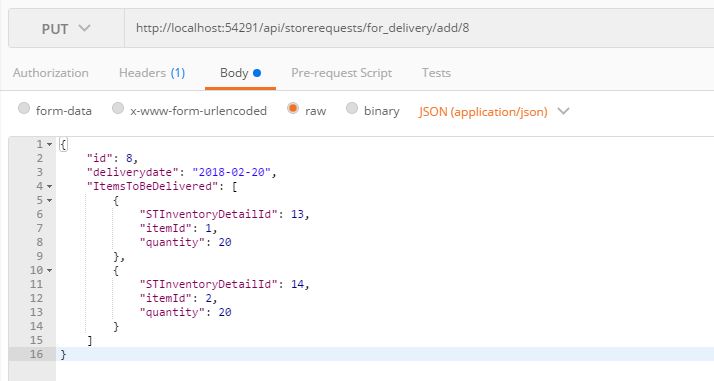 PUT http://localhost:54291/api/storerequests/for_delivery/add/8
Authorization Headers (1) Body Pre-request Script Tests
form-data x-www-form-urlencoded raw binary JSON (application/json)
1 {
2 "id": 8,
3 "deliverydate": "2018-02-20",
4 "ItemsToBeDelivered": [
5 {
6 "STInventoryDetailId": 13,
7 "itemId": 1,
8 "quantity": 20
9 },
10 {
11 "STInventoryDetailId": 14,
12 "itemId": 2,
13 "quantity": 20
14 }
15 ]
16 }